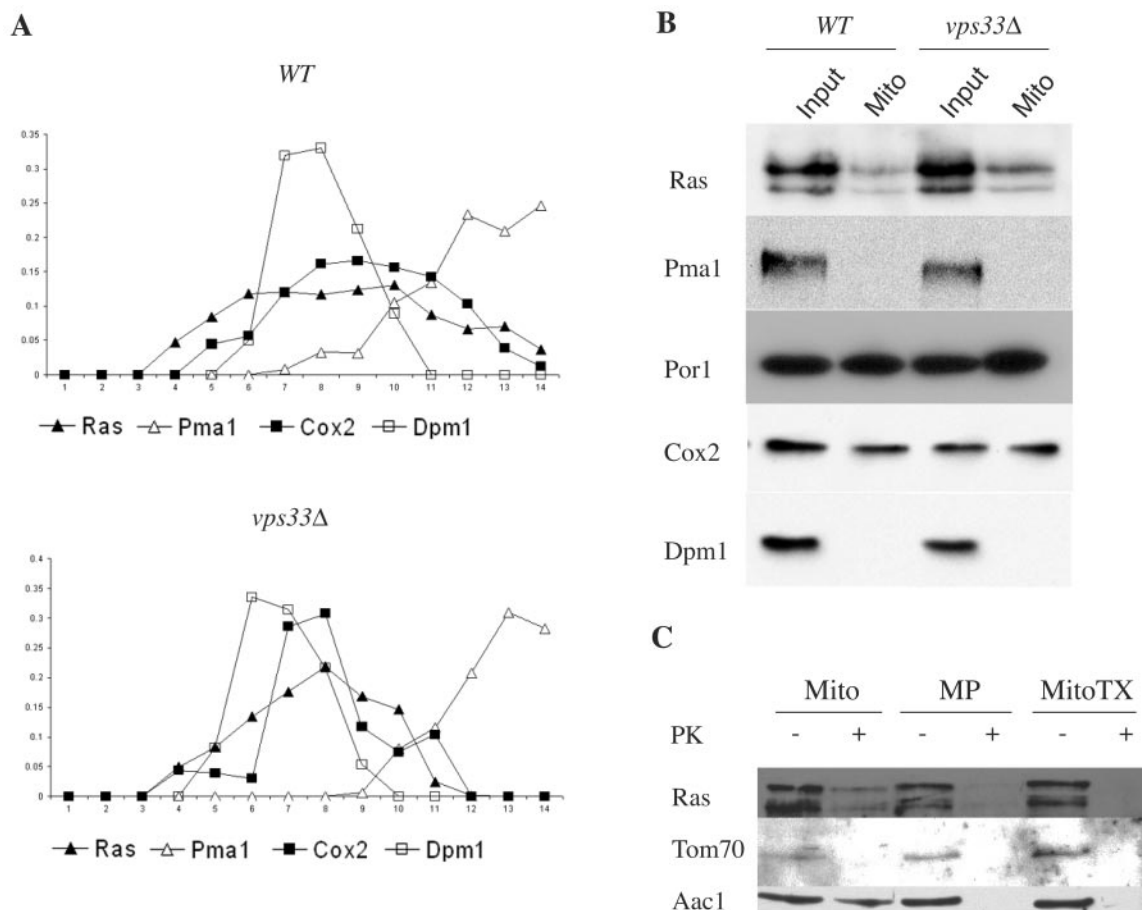 A
WT
0.35
0.3
0.25
0.2
0.15
0.1
0.05
0
1 2 3 4 5 6 7 8 9 10 11 12 13 14
Ras Pma1 Cox2 Dpm1
vps33Δ
0.4
0.35
0.3
0.25
0.2
0.15
0.1
0.05
0
1 2 3 4 5 6 7 8 9 10 11 12 13 14
Ras Pma1 Cox2 Dpm1
B
WT vps33Δ
Input Mito Input Mito
Ras
Pma1
Por1
Cox2
Dpm1
C
Mito MP MitoTX
PK - + - + - +
Ras
Tom70
Aac1